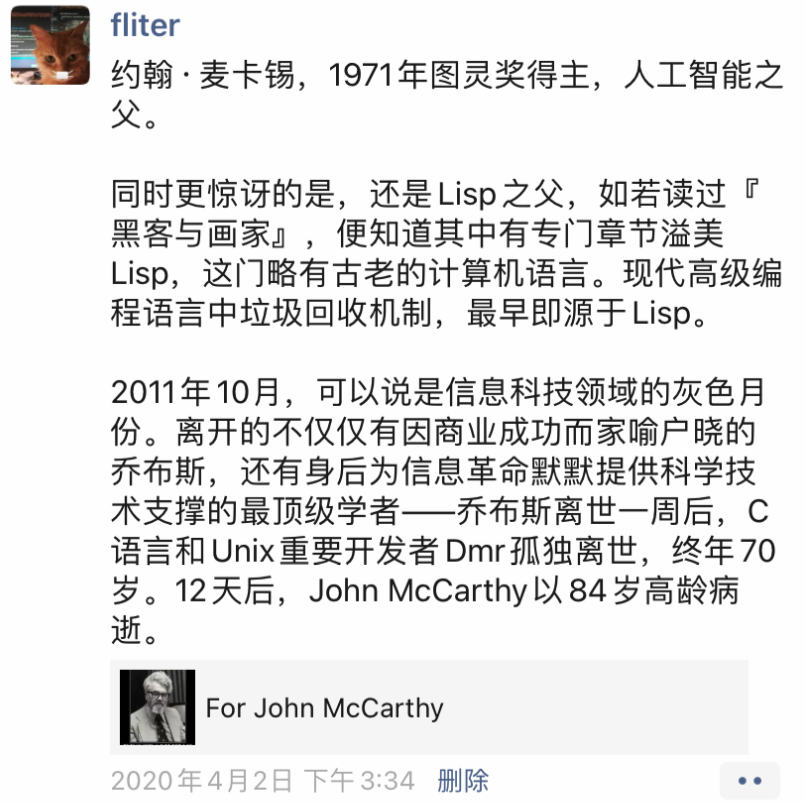 fliter
约翰·麦卡锡，1971年图灵奖得主，人工智能之
父。
同时更惊讶的是，还是Lisp之父，如若读过『
黑客与画家』，便知道其中有专门章节溢美
Lisp，这门略有古老的计算机语言。现代高级编
程语言中垃圾回收机制，最早即源于Lisp。
2011年10月，可以说是信息科技领域的灰色月
份。离开的不仅仅有因商业成功而家喻户晓的
乔布斯，还有身后为信息革命默默提供科学技
术支撑的最顶级学者——乔布斯离世一周后，C
语言和Unix重要开发者Dmr孤独离世，终年70
岁。12天后，John McCarthy以84岁高龄病
逝。
For John McCarthy
2020年4月2日 下午3:34 删除